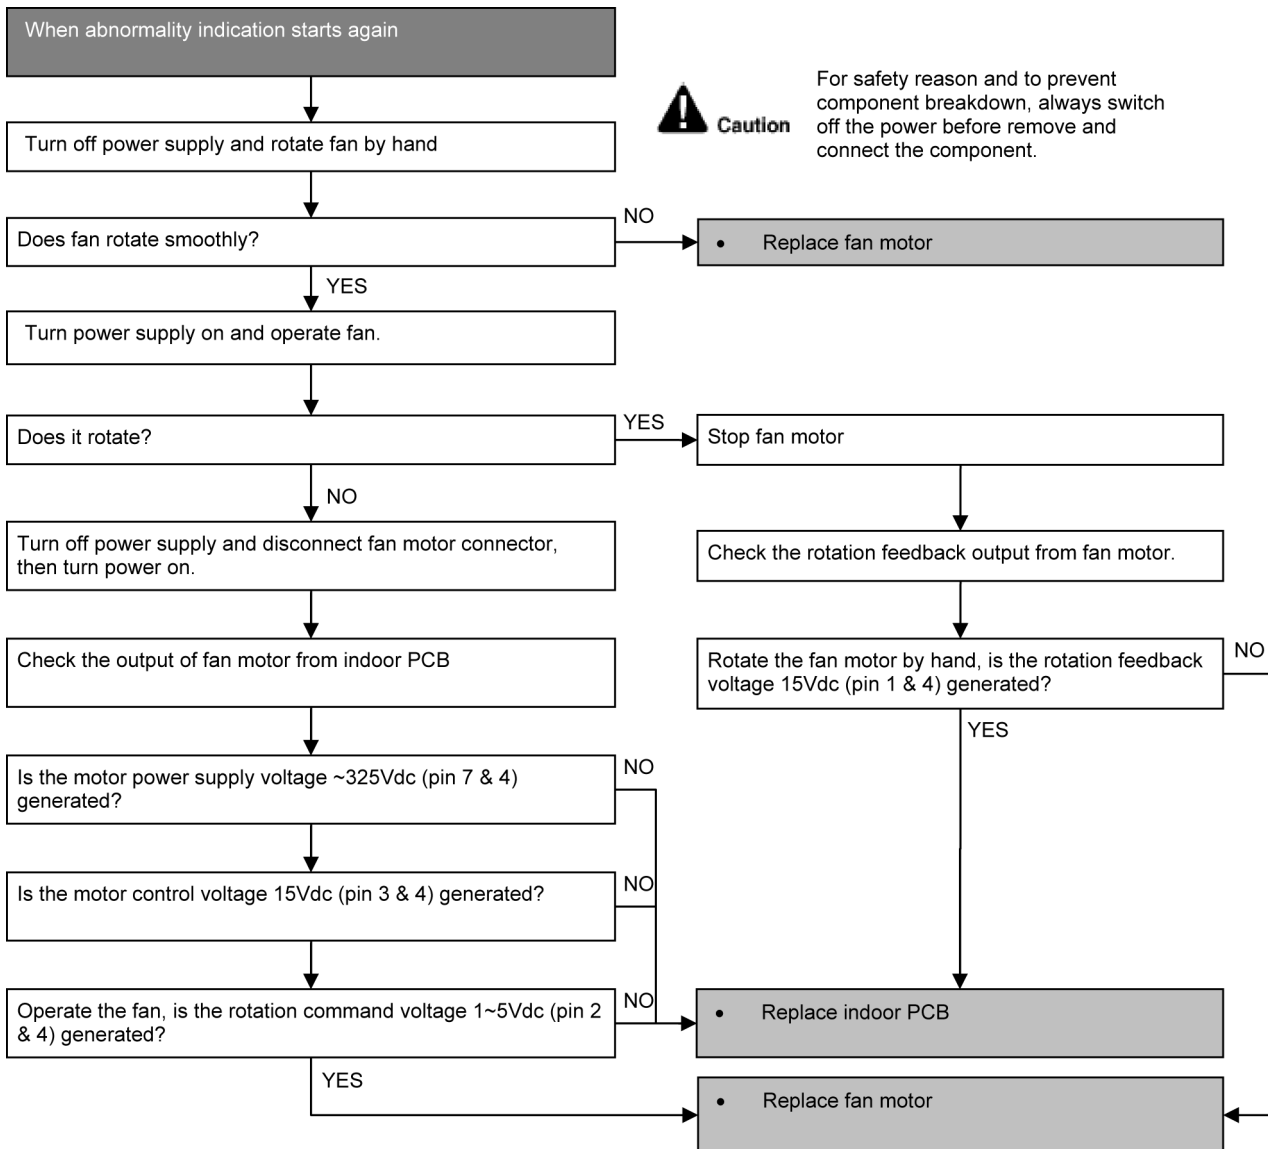 When abnormality indication starts again
Caution
For safety reason and to prevent
component breakdown, always switch
off the power before remove and
connect the component.
Turn off power supply and rotate fan by hand
Does fan rotate smoothly?
NO
• Replace fan motor
YES
Turn power supply on and operate fan.
Does it rotate?
YES
Stop fan motor
NO
Turn off power supply and disconnect fan motor connector,
then turn power on.
Check the rotation feedback output from fan motor.
Check the output of fan motor from indoor PCB
Rotate the fan motor by hand, is the rotation feedback
voltage 15Vdc (pin 1 & 4) generated?
NO
YES
Is the motor power supply voltage ~325Vdc (pin 7 & 4)
generated?
NO
Is the motor control voltage 15Vdc (pin 3 & 4) generated?
NO
Operate the fan, is the rotation command voltage 1~5Vdc (pin 2
& 4) generated?
NO
• Replace indoor PCB
YES
• Replace fan motor